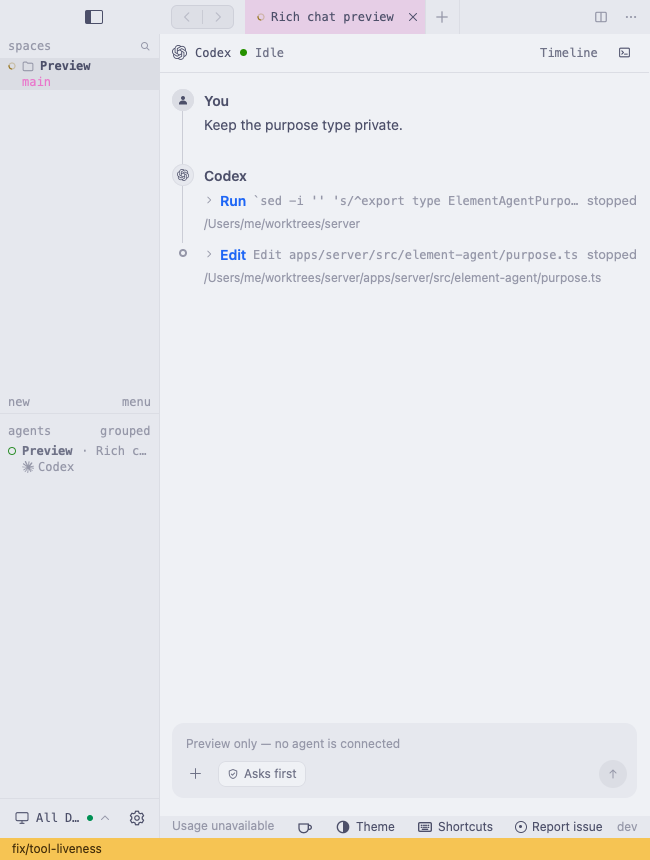 Rich chat preview
spaces
Preview
main
Codex Idle Timeline
You
Keep the purpose type private.
Codex
Run `sed -i '' 's/^export type ElementAgentPurpo… stopped
/Users/me/worktrees/server
Edit Edit apps/server/src/element-agent/purpose.ts stopped
/Users/me/worktrees/server/apps/server/src/element-agent/purpose.ts
new menu
agents grouped
Preview · Rich c…
Codex
Preview only — no agent is connected
Asks first
All D…
Usage unavailable Theme Shortcuts Report issue dev
fix/tool-liveness